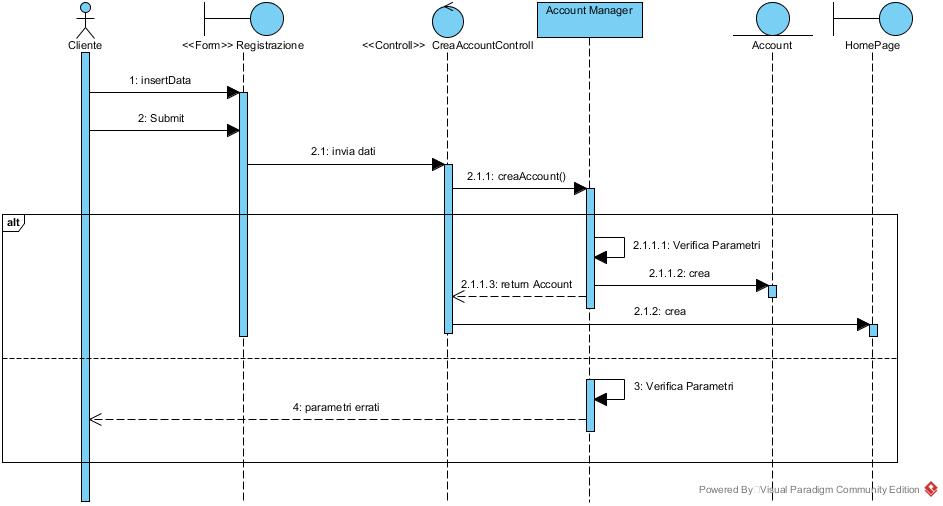 Account Manager
Cliente
<<Form>> Registrazione
<<Controll>> CreaAccountControll
Account
HomePage
1: insertData
2: Submit
2.1: invia dati
2.1.1: creaAccount()
alt
2.1.1.1: Verifica Parametri
2.1.1.2: crea
2.1.1.3: return Account
2.1.2: crea
3: Verifica Parametri
4: parametri errati
Powered By Visual Paradigm Community Edition